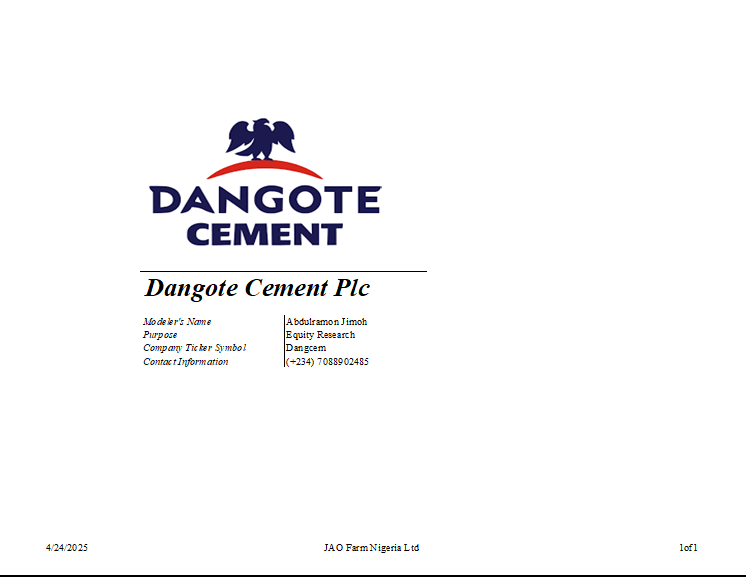 DANGOTE
CEMENT
Dangote Cement Plc
Modeler's Name Abdulramon Jimoh
Purpose Equity Research
Company Ticker Symbol Dangcem
Contact Information (+234) 7088902485
4/24/2025 JAO Farm Nigeria Ltd 1of1